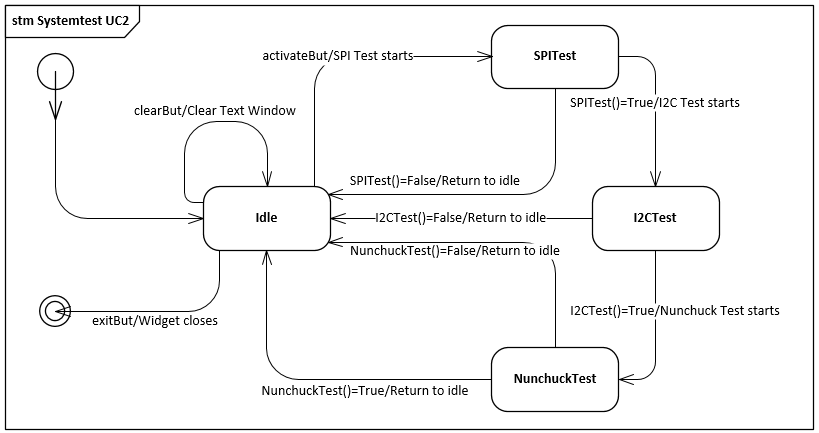 stm Systemtest UC2
activateBut/SPI Test starts
SPITest
SPITest()=True/I2C Test starts
clearBut/Clear Text Window
SPITest()=False/Return to idle
Idle
I2CTest()=False/Return to idle
I2CTest
NunchuckTest()=False/Return to idle
exitBut/Widget closes
I2CTest()=True/Nunchuck Test starts
NunchuckTest
NunchuckTest()=True/Return to idle